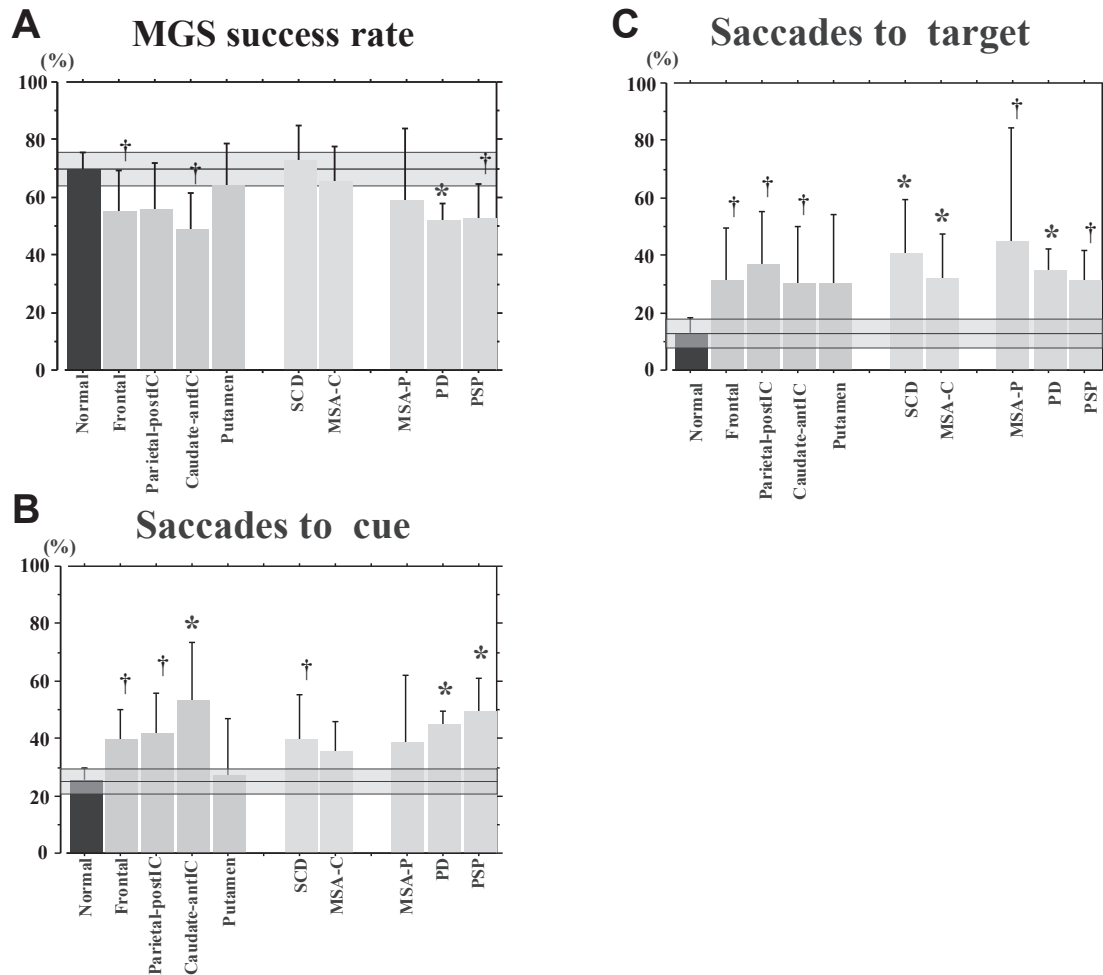 A
MGS success rate
(%)
100
80
60
40
20
0
†
†
*
†
Normal
Frontal
Parietal-postIC
Caudate-antIC
Putamen
SCD
MSA-C
MSA-P
PD
PSP
B
Saccades to cue
(%)
100
80
60
40
20
0
†
†
*
†
*
*
Normal
Frontal
Parietal-postIC
Caudate-antIC
Putamen
SCD
MSA-C
MSA-P
PD
PSP
C
Saccades to target
(%)
100
80
60
40
20
0
†
†
†
*
*
†
*
†
Normal
Frontal
Parietal-postIC
Caudate-antIC
Putamen
SCD
MSA-C
MSA-P
PD
PSP